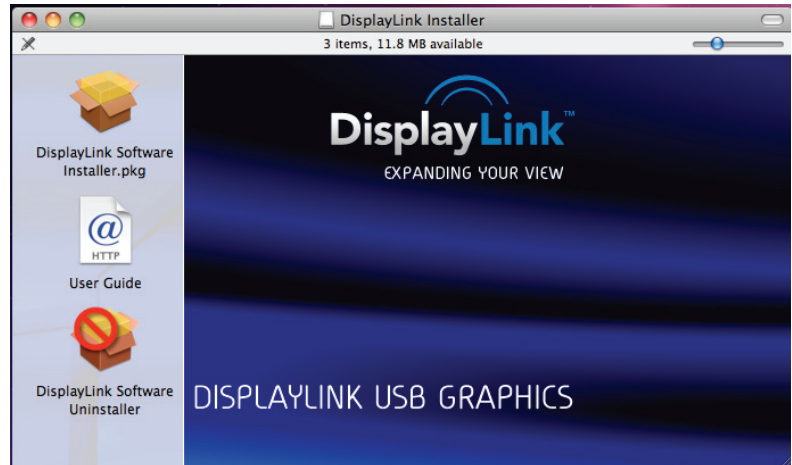 DisplayLink Installer
3 items, 11.8 MB available
DisplayLink Software
Installer.pkg
@
HTTP
User Guide
DisplayLink Software
Uninstaller
DisplayLink™
EXPANDING YOUR VIEW
DISPLAYLINK USB GRAPHICS